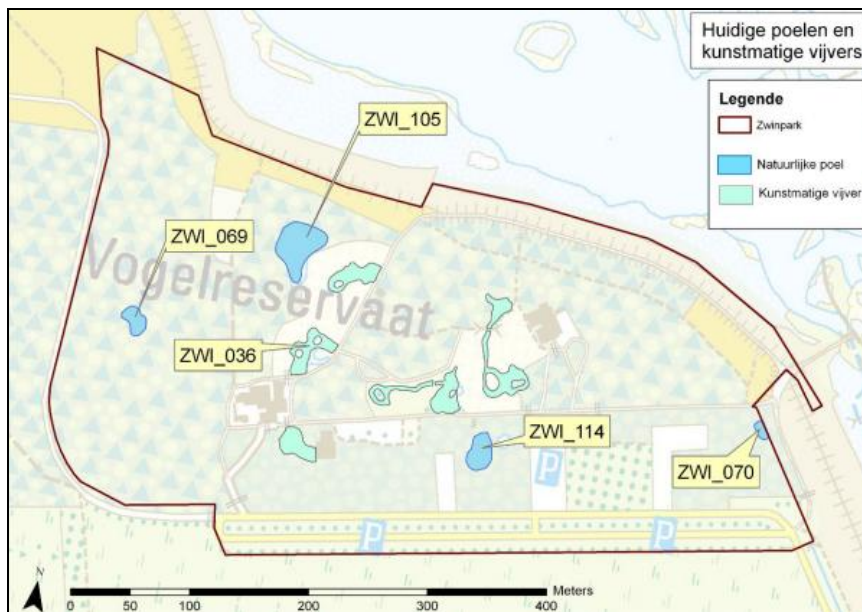 Huidige poelen en
kunstmatige vijvers
Legende
Zwinpark
Natuurlijke poel
Kunstmatige vijver
ZWI_105
ZWI_069
Vogelreservaat
ZWI_036
ZWI_114
ZWI_070
P
P
P
N
Meters
0 50 100 200 300 400